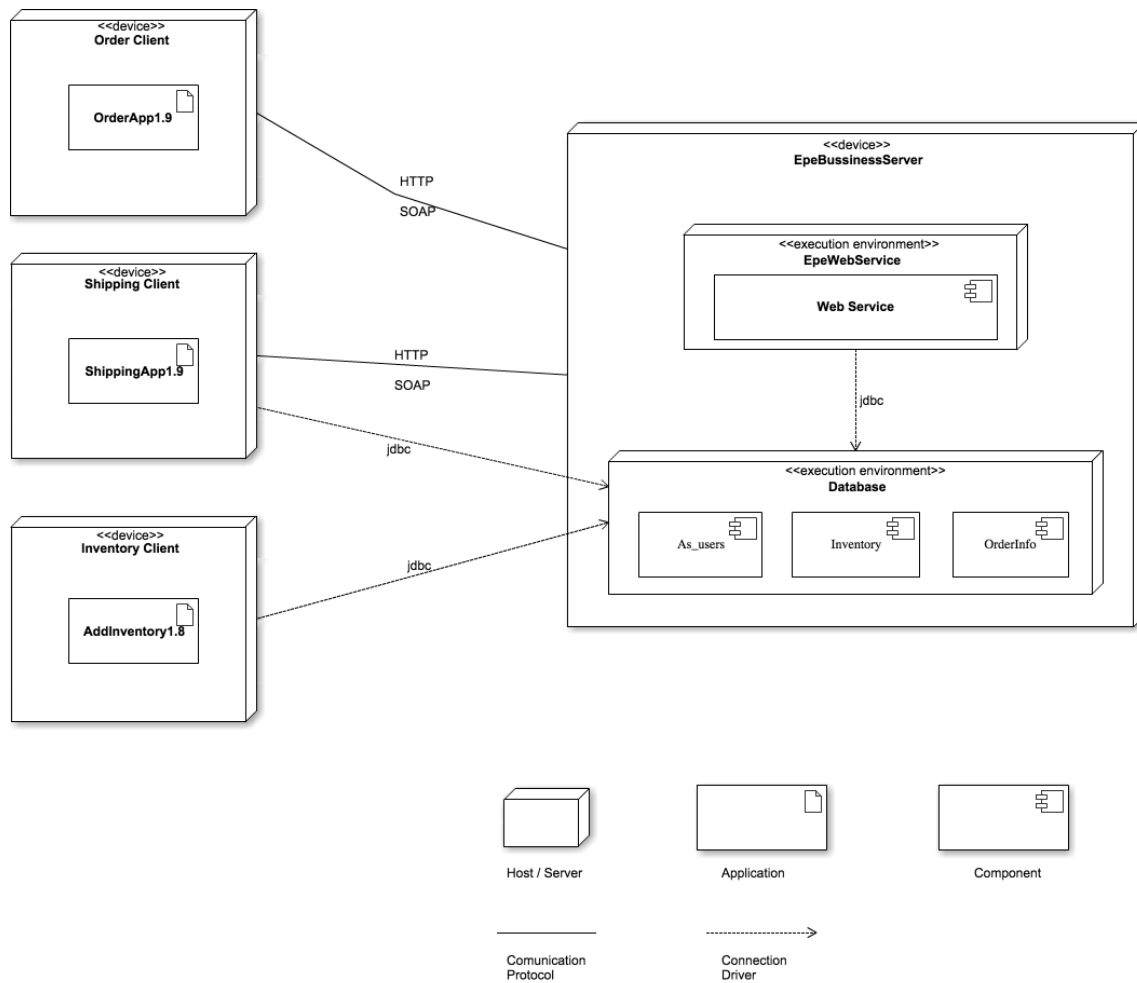 <<device>>
Order Client
OrderApp1.9
HTTP
SOAP
<<device>>
Shipping Client
ShippingApp1.9
HTTP
SOAP
jdbc
<<device>>
Inventory Client
AddInventory1.8
jdbc
<<device>>
EpeBussinessServer
<<execution environment>>
EpeWebService
Web Service
jdbc
<<execution environment>>
Database
As_users
Inventory
OrderInfo
Host / Server
Application
Component
Comunication
Protocol
Connection
Driver